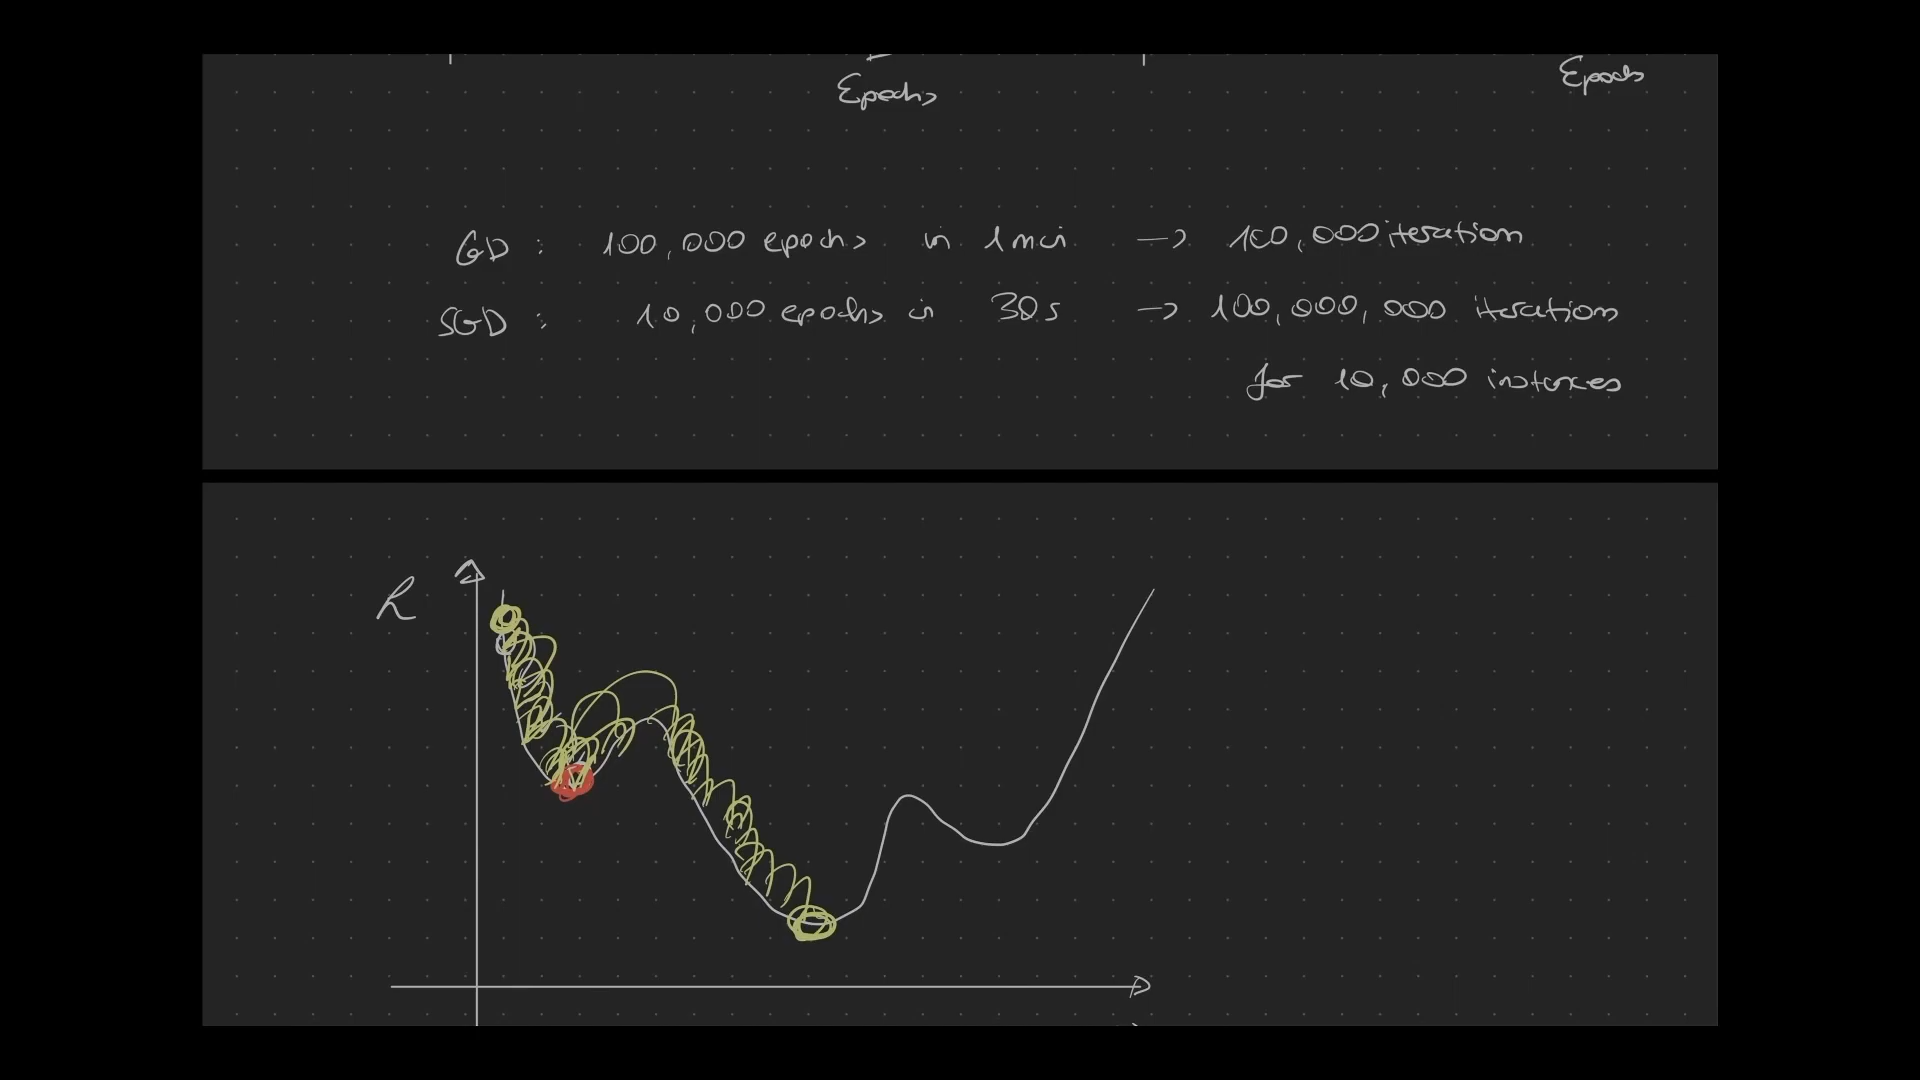 Epochs
Epochs
GD : 100,000 epochs in 1 min → 100,000 iteration
SGD : 10,000 epochs in 30s → 100,000,000 iteration
for 10,000 instances
L